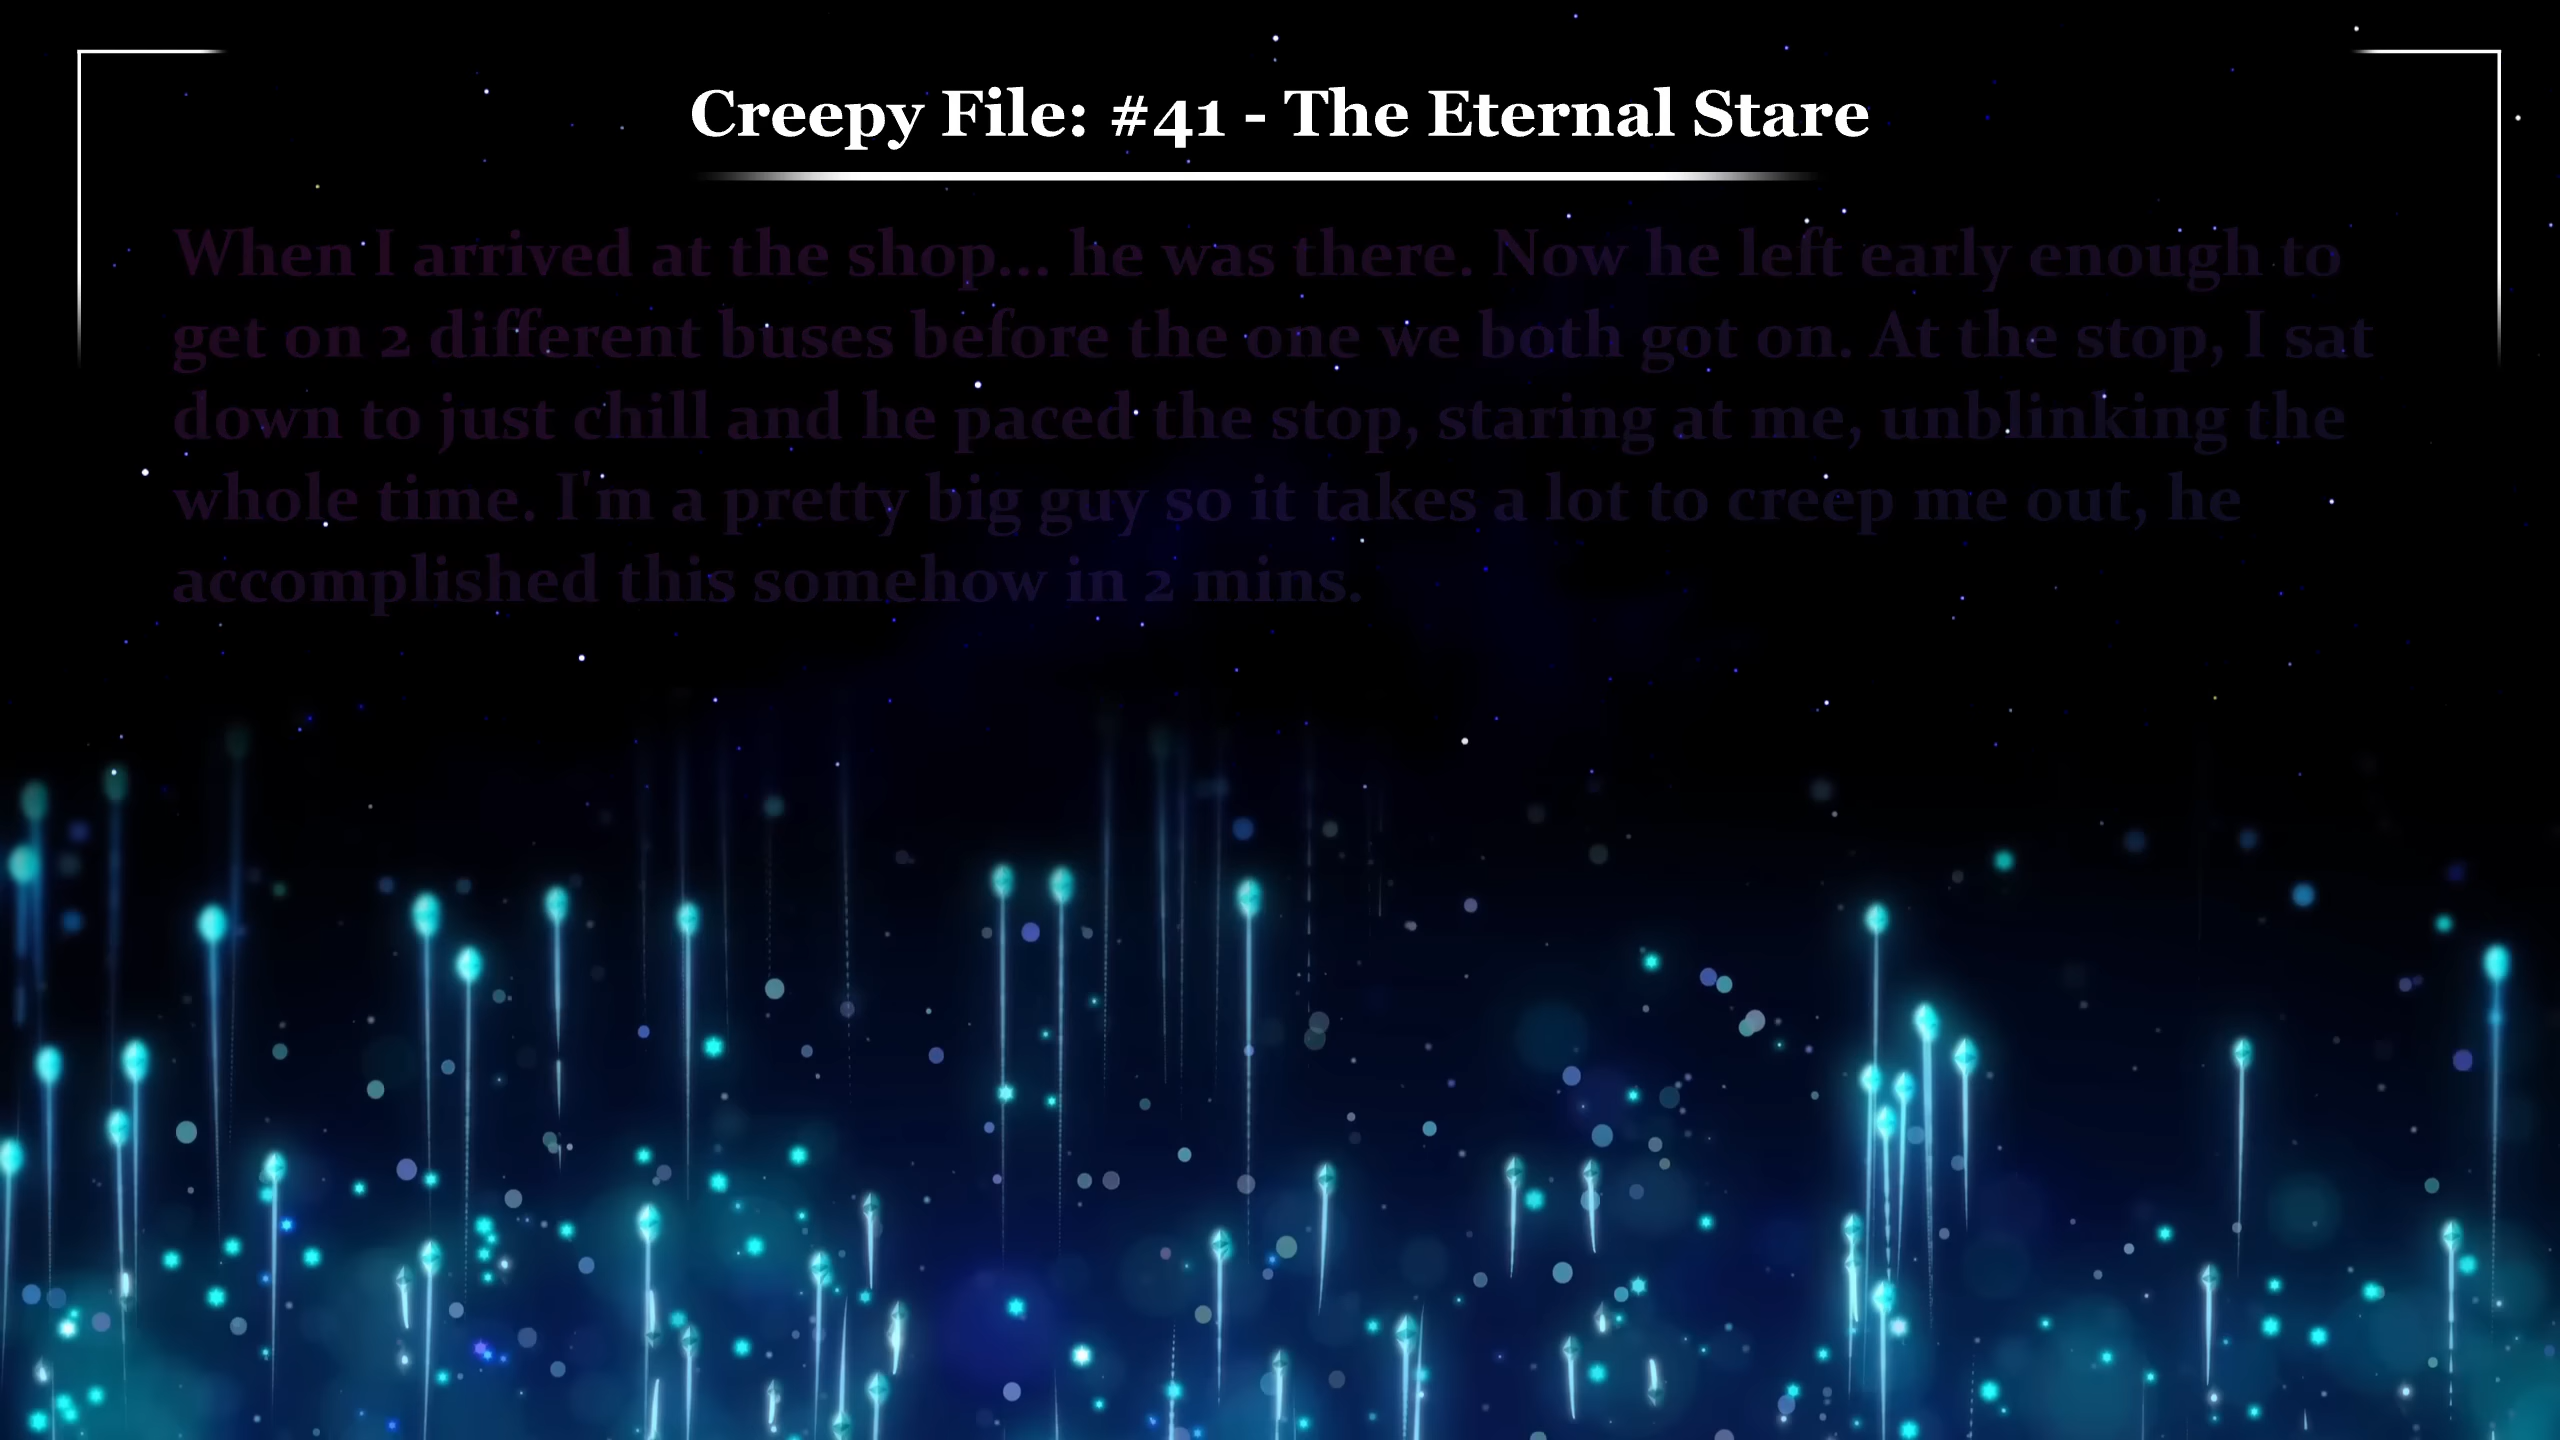 Creepy File: #41 - The Eternal Stare
When I arrived at the shop... he was there. Now he left early enough to
get on 2 different buses before the one we both got on. At the stop, I sat
down to just chill and he paced the stop, staring at me, unblinking the
whole time. I'm a pretty big guy so it takes a lot to creep me out, he
accomplished this somehow in 2 mins.